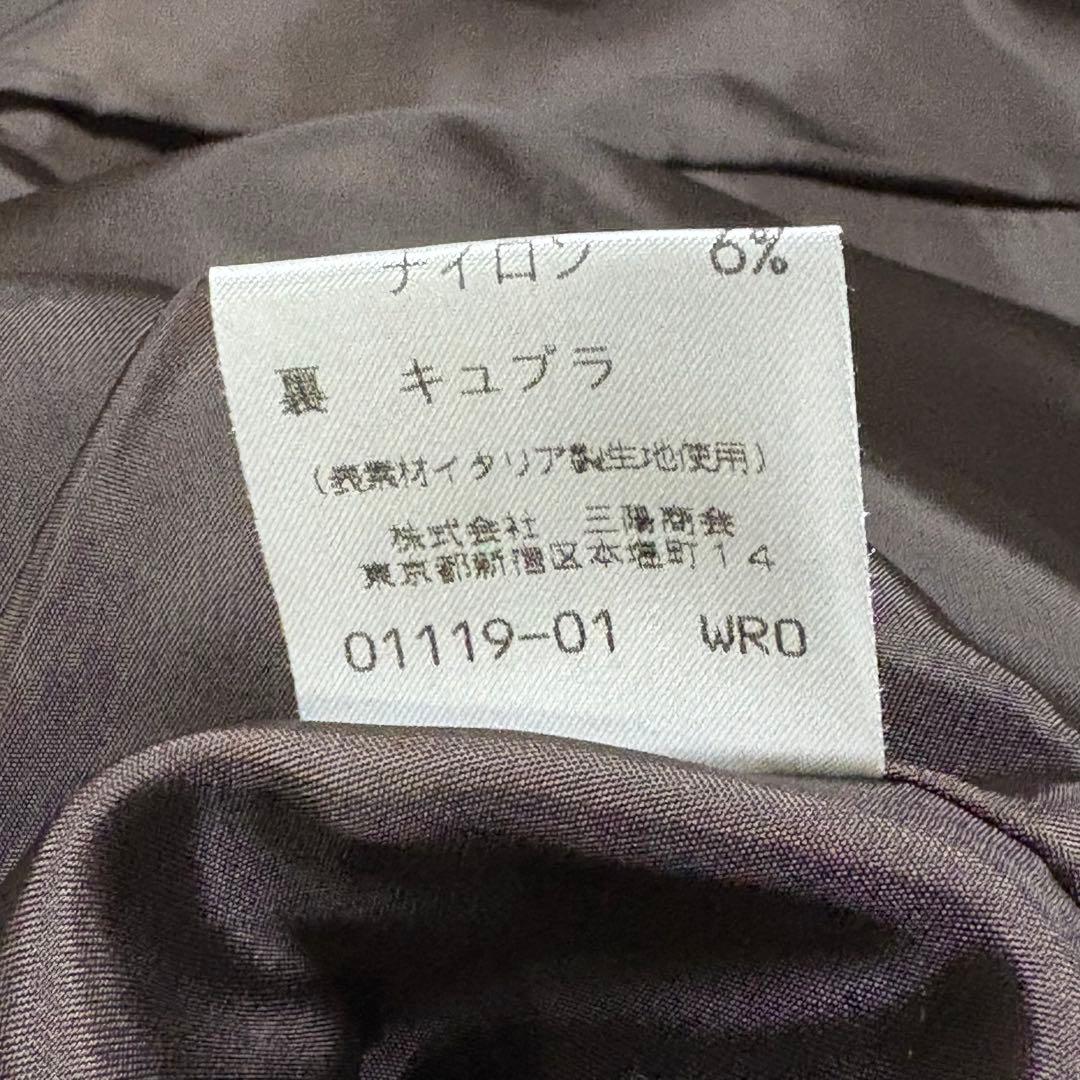 ナイロン 6%
裏 キュプラ
(表素材イタリア製生地使用)
株式会社 三陽商会
東京都新宿区本塩町14
01119-01 WRO